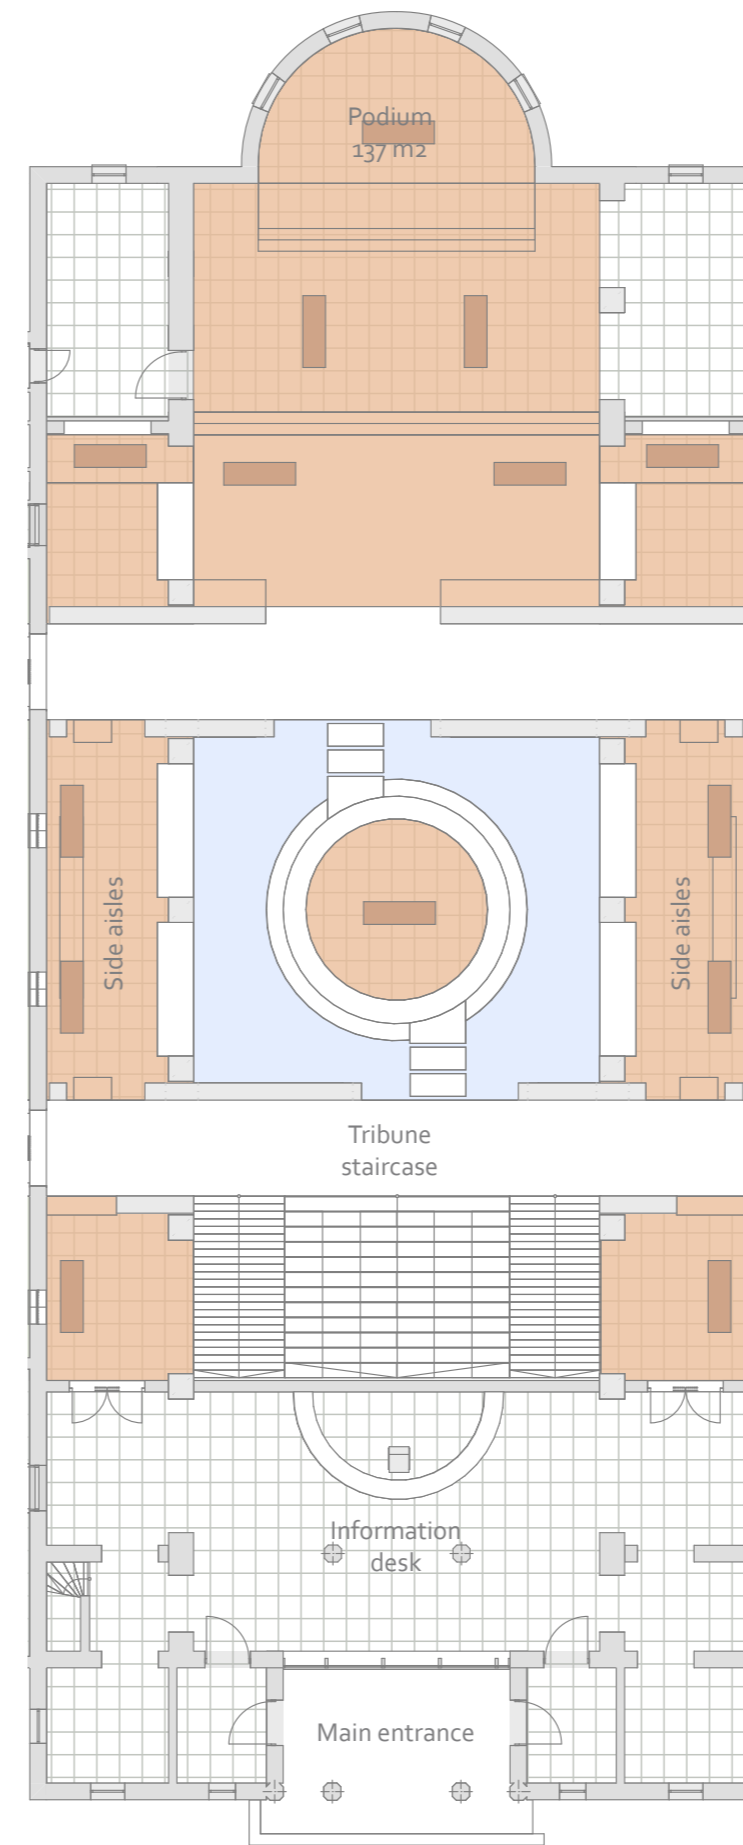 Podium
137 m2
Side aisles
Side aisles
Tribune
staircase
Information
desk
Main entrance